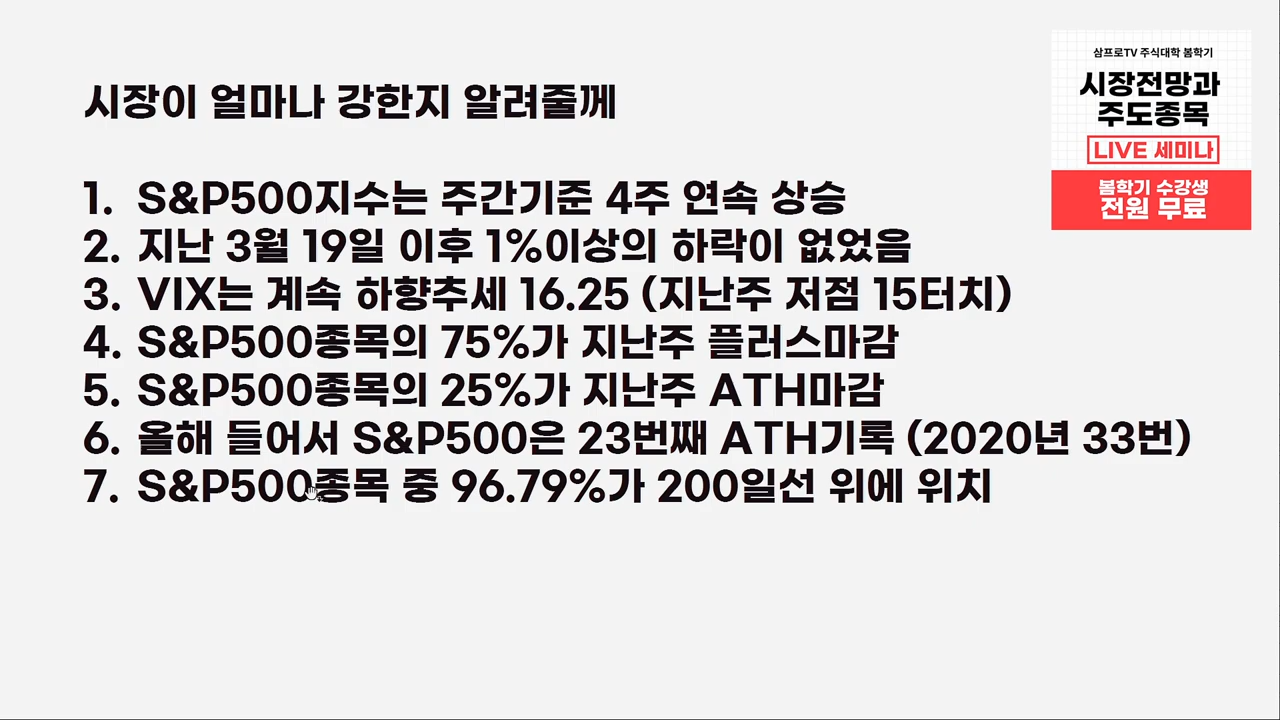 시장이 얼마나 강한지 알려줄께
1. S&P500지수는 주간기준 4주 연속 상승
2. 지난 3월 19일 이후 1%이상의 하락이 없었음
3. VIX는 계속 하향추세 16.25 (지난주 저점 15터치)
4. S&P500종목의 75%가 지난주 플러스마감
5. S&P500종목의 25%가 지난주 ATH마감
6. 올해 들어서 S&P500은 23번째 ATH기록 (2020년 33번)
7. S&P500종목 중 96.79%가 200일선 위에 위치
삼프로TV 주식대학 봄학기
시장전망과
주도종목
LIVE 세미나
봄학기 수강생
전원 무료